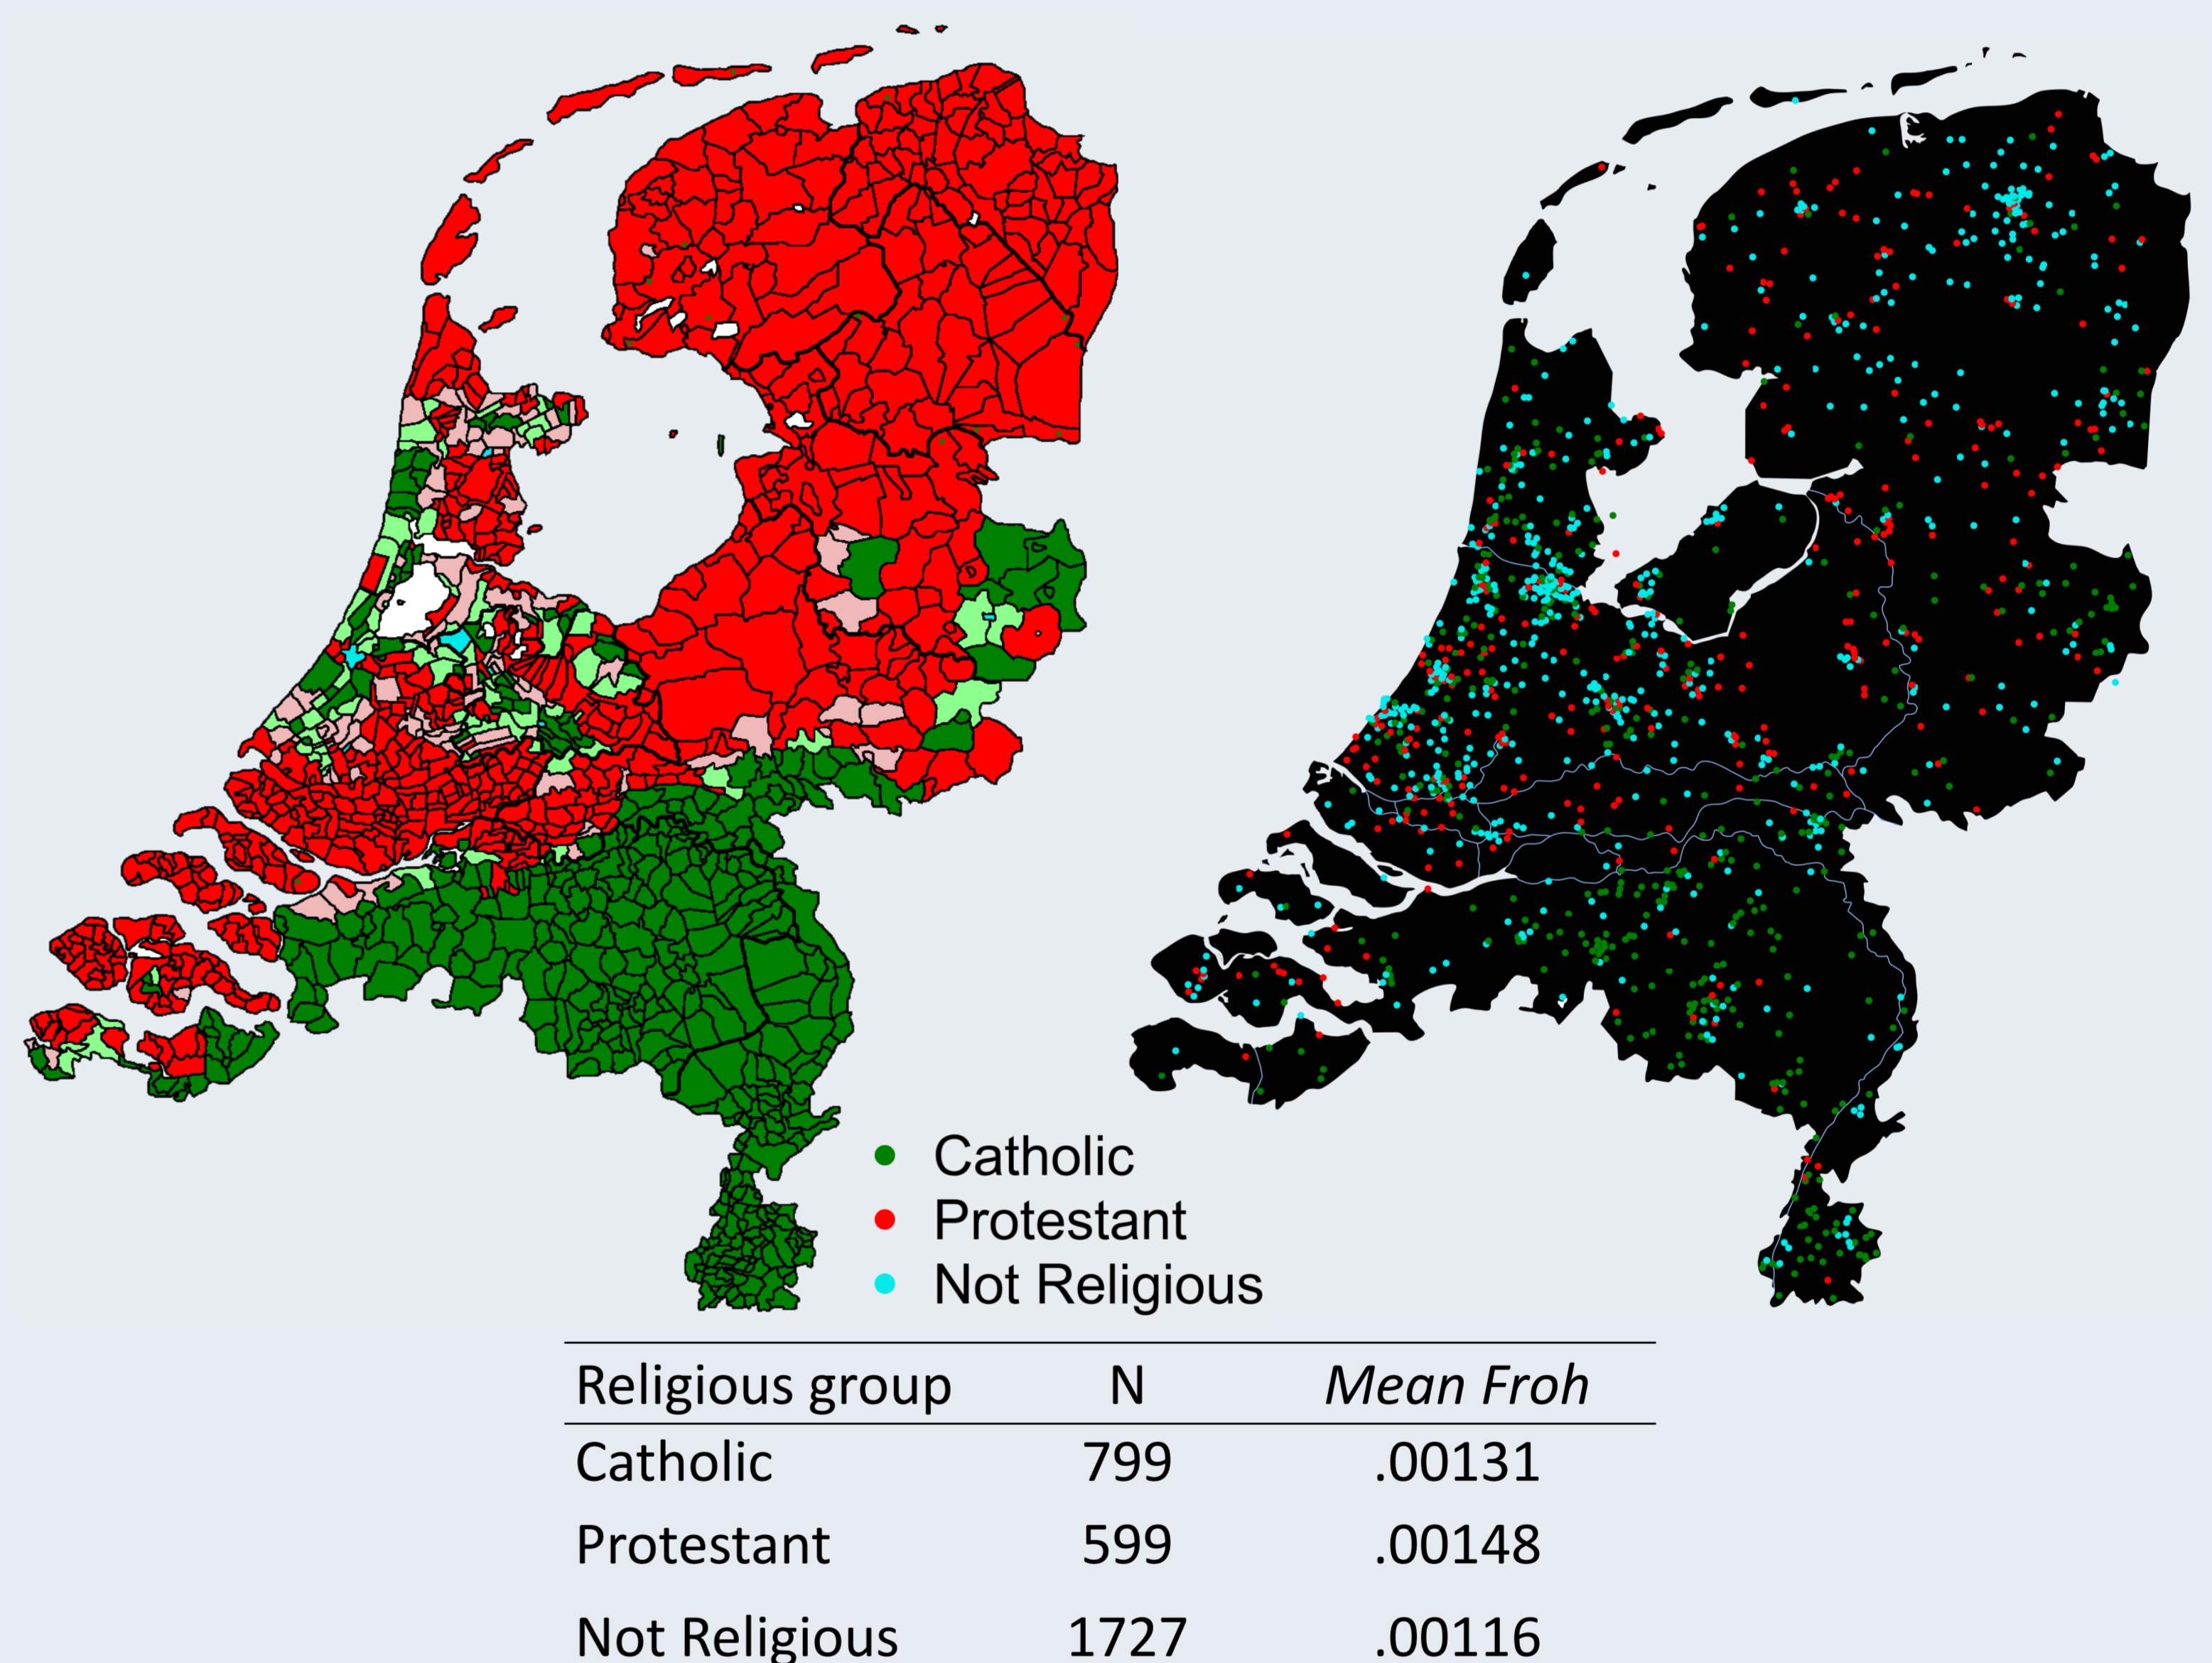 Catholic
Protestant
Not Religious
Religious group N Mean Froh
Catholic 799 .00131
Protestant 599 .00148
Not Religious 1727 .00116